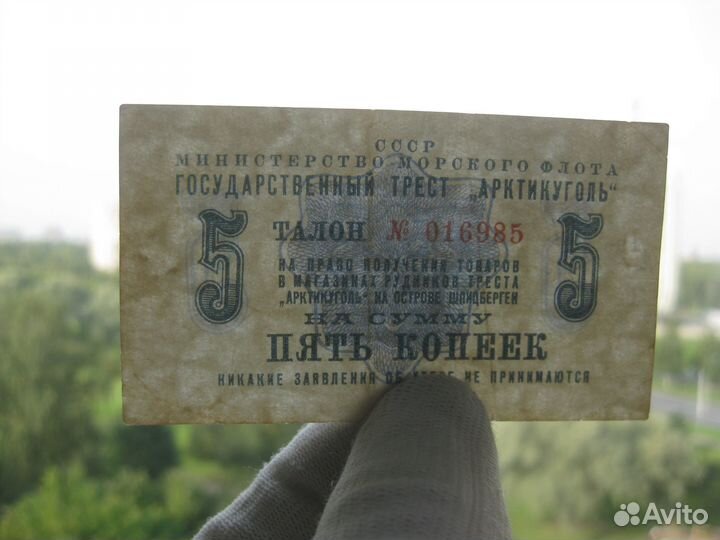 СССР
МИНИСТЕРСТВО МОРСКОГО ФЛОТА
ГОСУДАРСТВЕННЫЙ ТРЕСТ „АРКТИКУГОЛЬ"
5 ТАЛОН № 016985 5
НА ПРАВО ПОЛУЧЕНИЯ ТОВАРОВ
В МАГАЗИНАХ РУДНИКОВ ТРЕСТА
„АРКТИКУГОЛЬ" НА ОСТРОВЕ ШПИЦБЕРГЕН
НА СУММУ
ПЯТЬ КОПЕЕК
НИКАКИЕ ЗАЯВЛЕНИЯ ОБ УТЕРЕ НЕ ПРИНИМАЮТСЯ
Avito